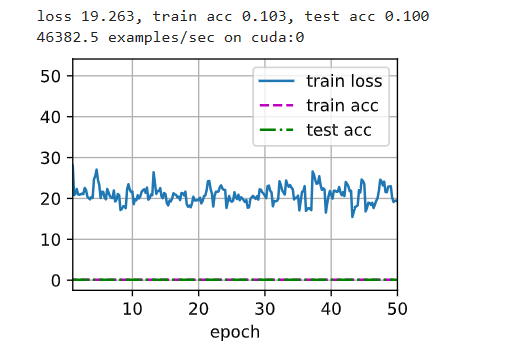 loss 19.263, train acc 0.103, test acc 0.100
46382.5 examples/sec on cuda:0
50
40
30
20
10
0
train loss
train acc
test acc
10 20 30 40 50
epoch